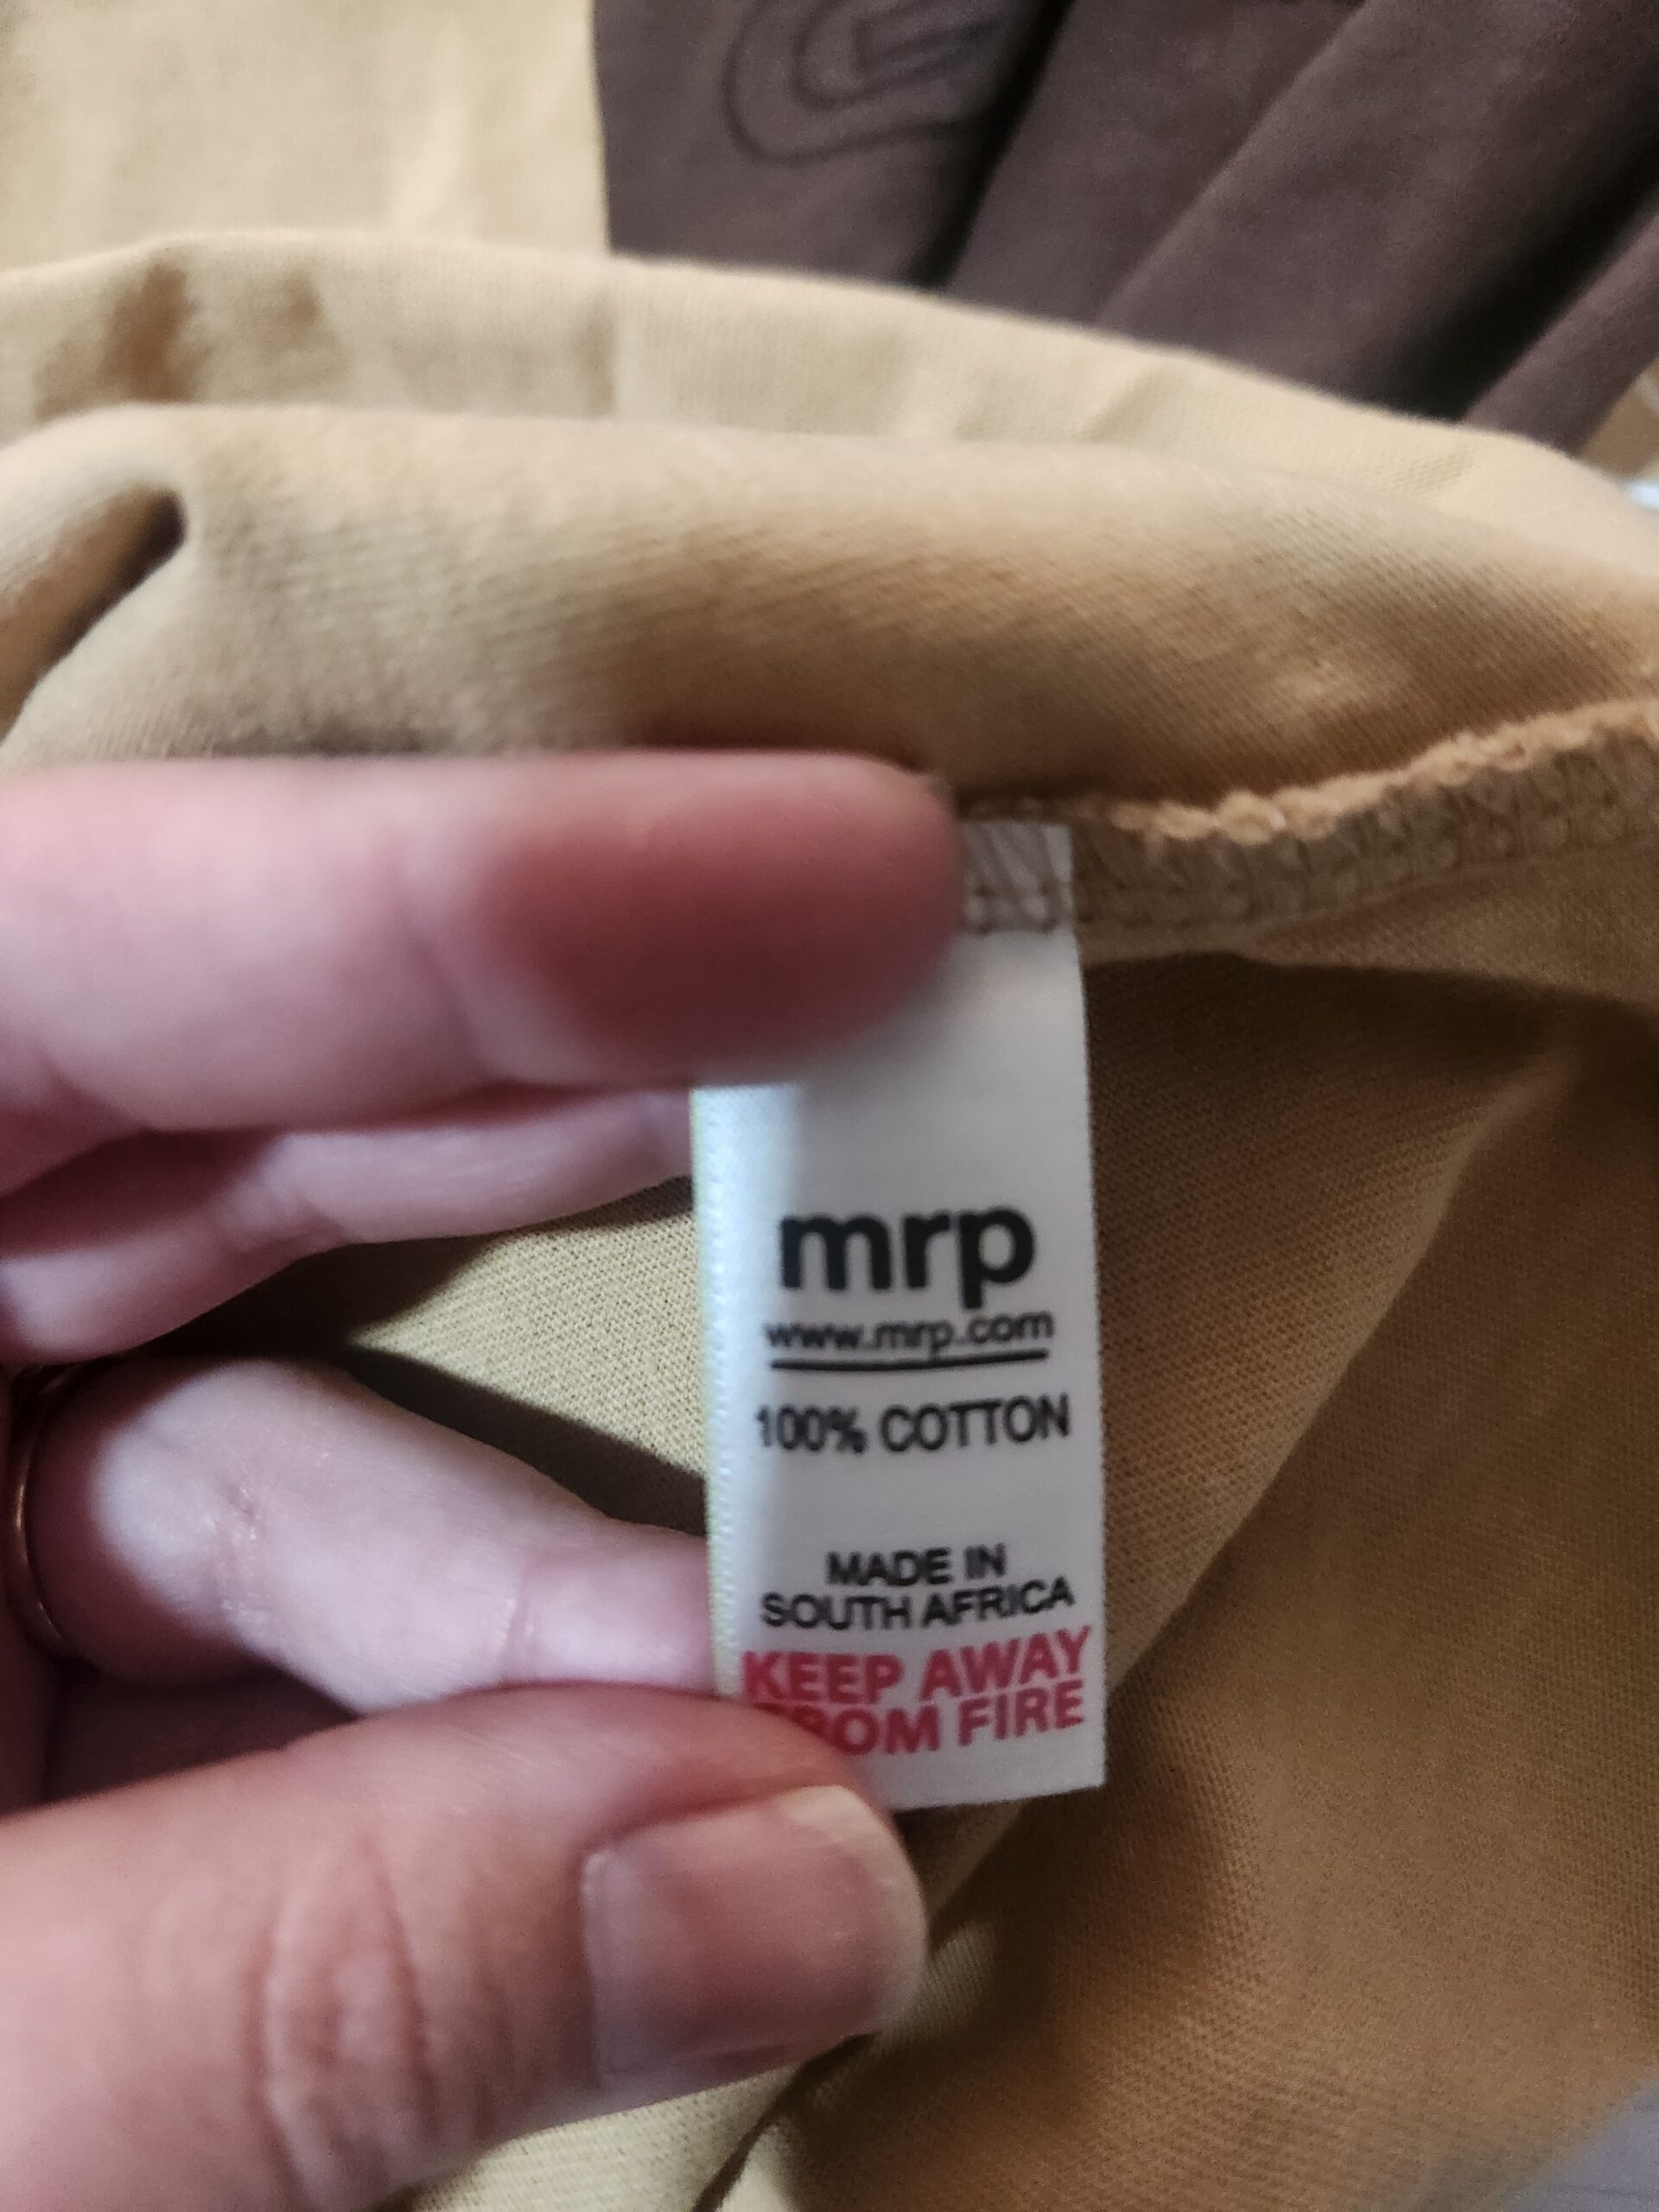 mrp
www.mrp.com
100% COTTON
MADE IN
SOUTH AFRICA
KEEP AWAY
FROM FIRE